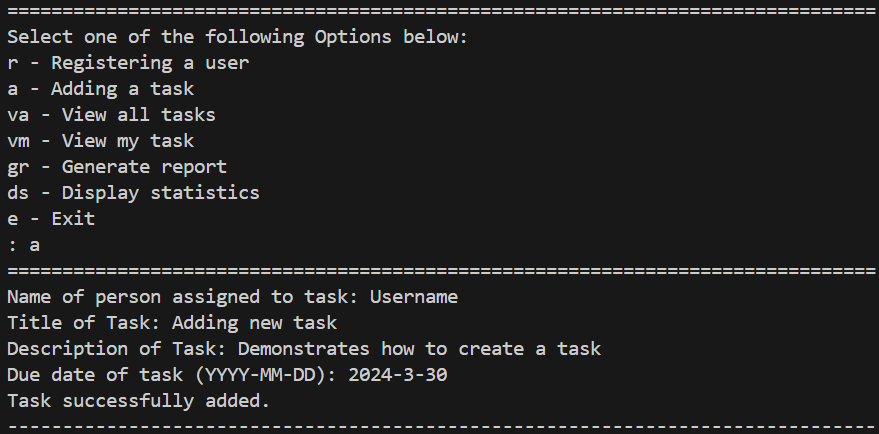 ===============================================================================
Select one of the following Options below:
r - Registering a user
a - Adding a task
va - View all tasks
vm - View my task
gr - Generate report
ds - Display statistics
e - Exit
: a
===============================================================================
Name of person assigned to task: Username
Title of Task: Adding new task
Description of Task: Demonstrates how to create a task
Due date of task (YYYY-MM-DD): 2024-3-30
Task successfully added.
-------------------------------------------------------------------------------